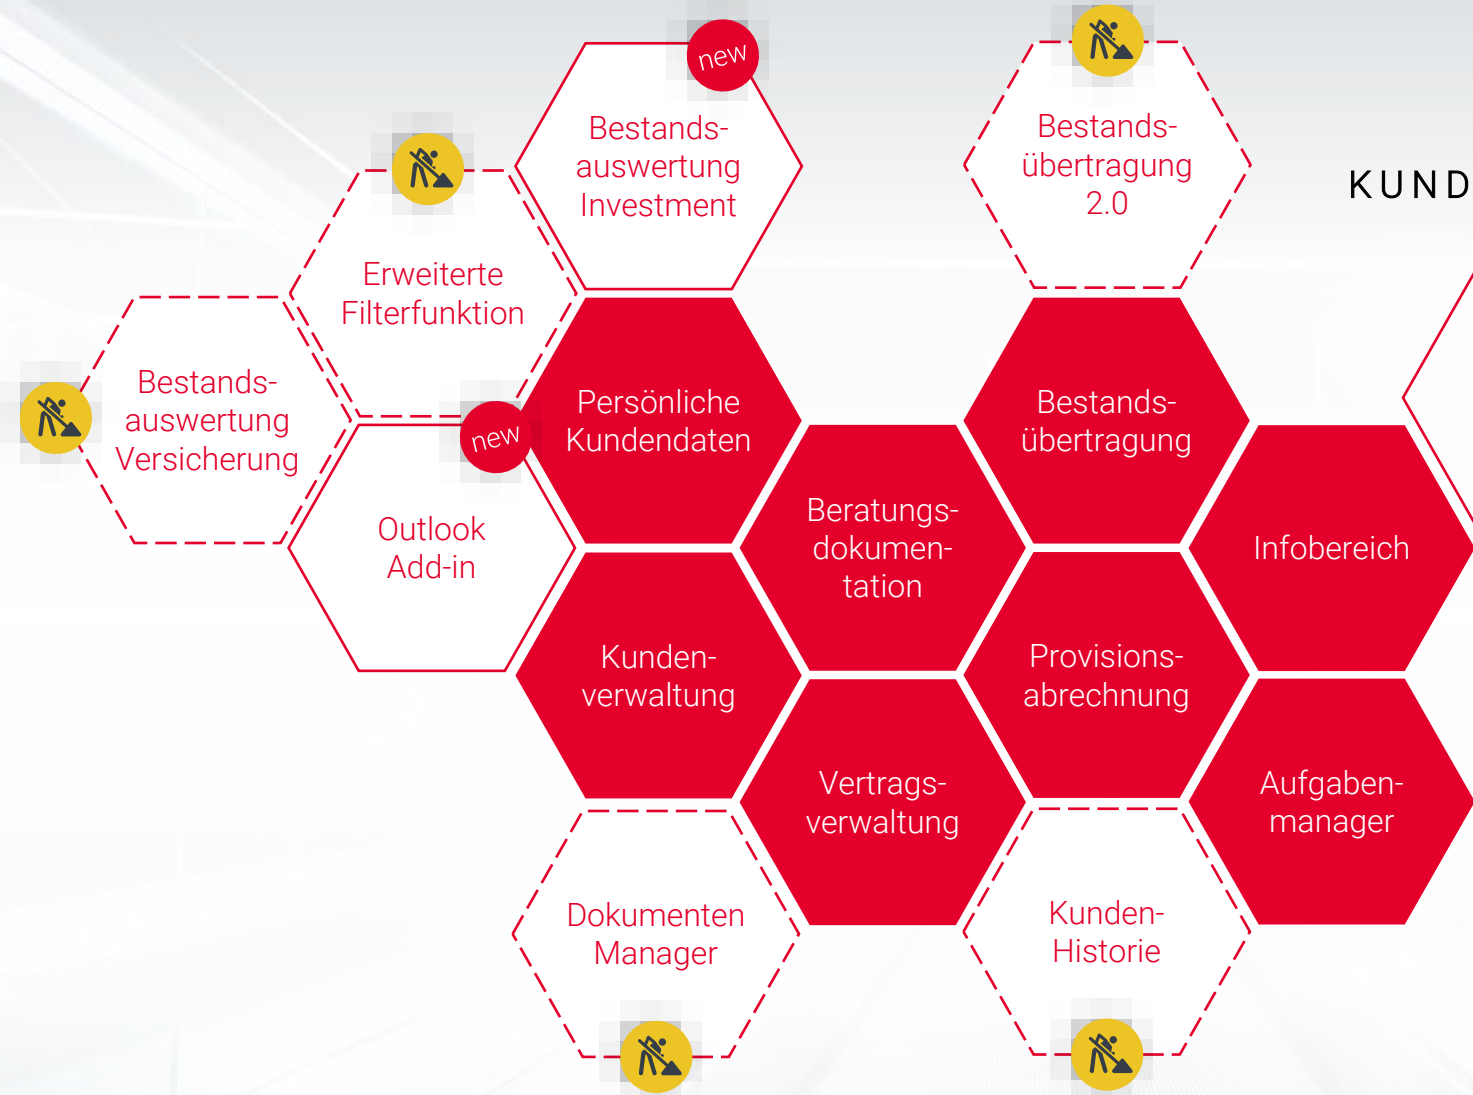 new
Bestands-
auswertung
Investment
Bestands-
übertragung
2.0
KUND
Erweiterte
Filterfunktion
Bestands-
auswertung
Versicherung
new
Outlook
Add-in
Persönliche
Kundendaten
Bestands-
übertragung
Beratungs-
dokumen-
tation
Infobereich
Kunden-
verwaltung
Provisions-
abrechnung
Vertrags-
verwaltung
Aufgaben-
manager
Dokumenten
Manager
Kunden-
Historie